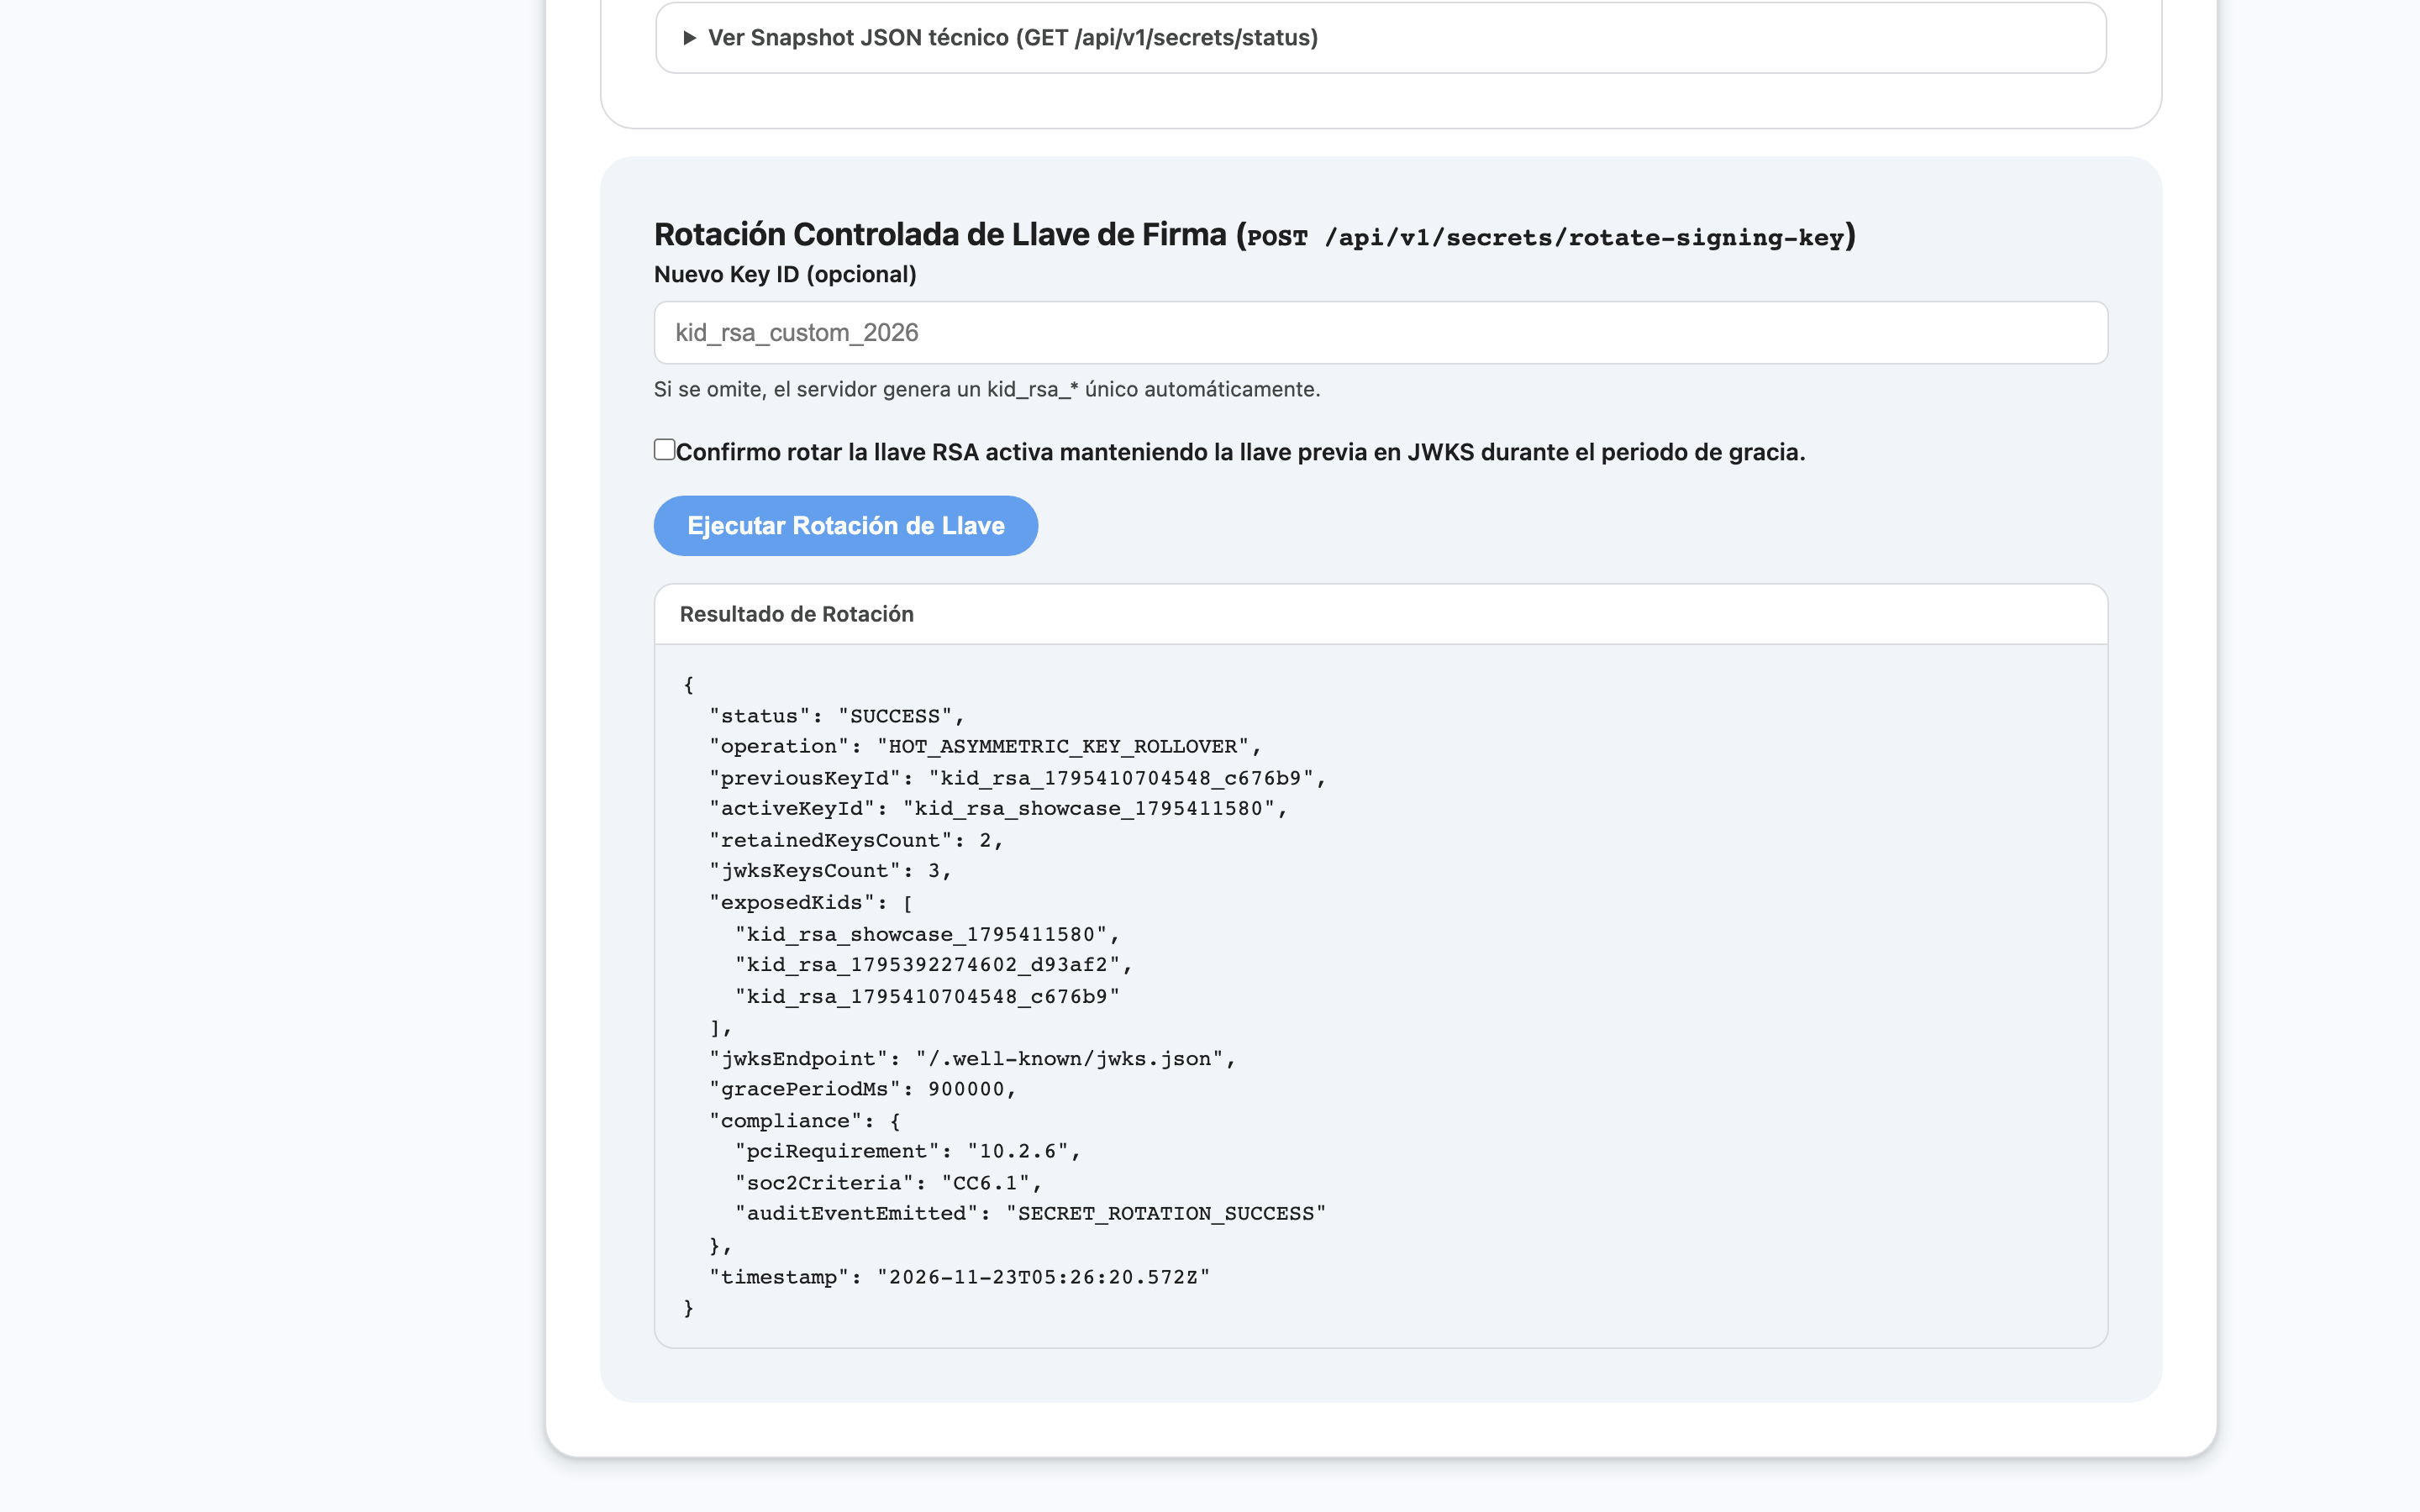 ▶ Ver Snapshot JSON técnico (GET /api/v1/secrets/status)
Rotación Controlada de Llave de Firma (POST /api/v1/secrets/rotate-signing-key)
Nuevo Key ID (opcional)
kid_rsa_custom_2026
Si se omite, el servidor genera un kid_rsa_* único automáticamente.
Confirmo rotar la llave RSA activa manteniendo la llave previa en JWKS durante el periodo de gracia.
Ejecutar Rotación de Llave
Resultado de Rotación
{
  "status": "SUCCESS",
  "operation": "HOT_ASYMMETRIC_KEY_ROLLOVER",
  "previousKeyId": "kid_rsa_1795410704548_c676b9",
  "activeKeyId": "kid_rsa_showcase_1795411580",
  "retainedKeysCount": 2,
  "jwksKeysCount": 3,
  "exposedKids": [
    "kid_rsa_showcase_1795411580",
    "kid_rsa_1795392274602_d93af2",
    "kid_rsa_1795410704548_c676b9"
  ],
  "jwksEndpoint": "/.well-known/jwks.json",
  "gracePeriodMs": 900000,
  "compliance": {
    "pciRequirement": "10.2.6",
    "soc2Criteria": "CC6.1",
    "auditEventEmitted": "SECRET_ROTATION_SUCCESS"
  },
  "timestamp": "2026-11-23T05:26:20.572Z"
}